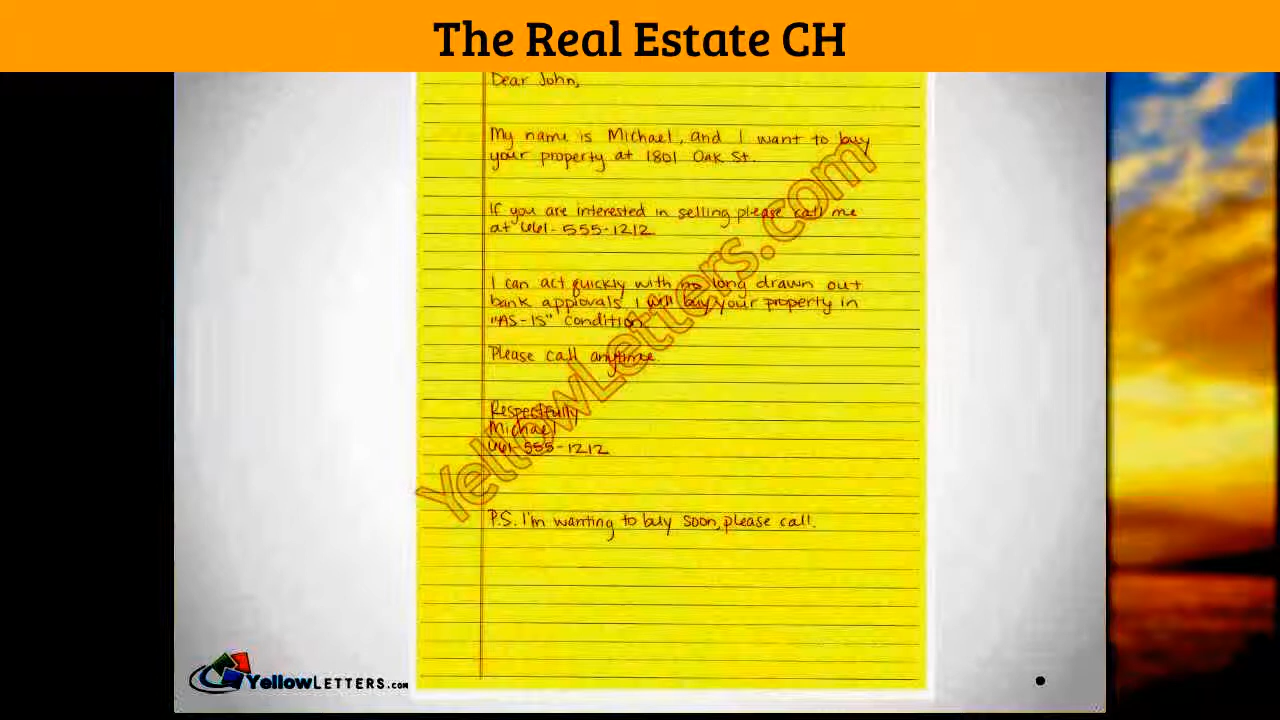 The Real Estate CH
Dear John,
My name is Michael, and I want to buy
your property at 1801 Oak St.
If you are interested in selling please call me
at 661-555-1212
I can act quickly with no long drawn out
bank approvals. I will buy your property in
"AS-IS" condition.
Please call anytime.
Respectfully
Michael
661-555-1212
P.S. I'm wanting to buy soon, please call.
YellowLetters.com
YellowLetters.com